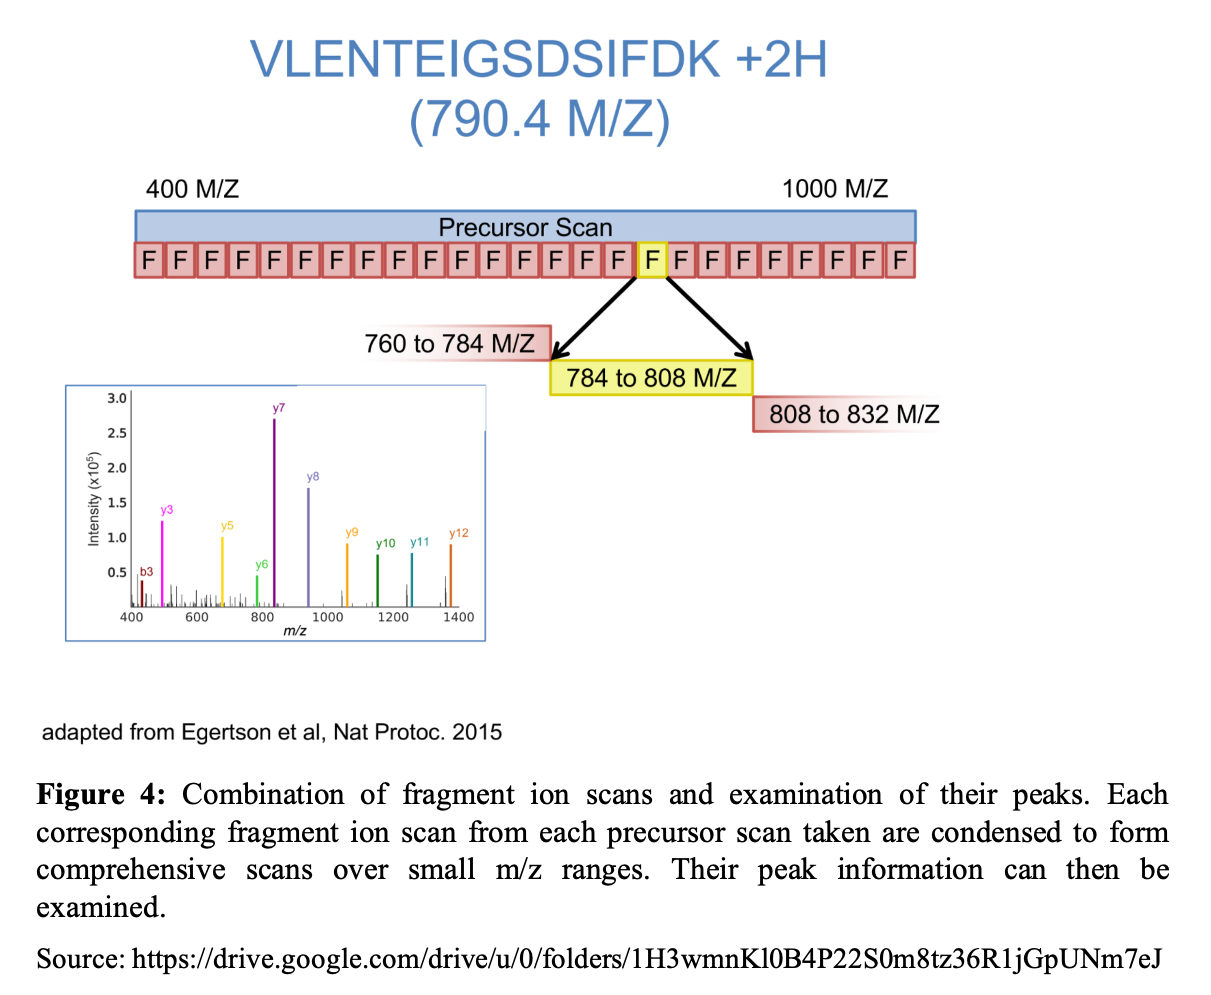 VLENTEIGSDSIFDK +2H
(790.4 M/Z)
400 M/Z 1000 M/Z
Precursor Scan
F F F F F F F F F F F F F F F F F F F F F F F F F
760 to 784 M/Z
784 to 808 M/Z
808 to 832 M/Z
Intensity (x10⁵)
3.0
2.5
2.0
1.5
1.0
0.5
b3
y3
y5
y6
y7
y8
y9
y10
y11
y12
400 600 800 1000 1200 1400
m/z
adapted from Egertson et al, Nat Protoc. 2015
Figure 4: Combination of fragment ion scans and examination of their peaks. Each
corresponding fragment ion scan from each precursor scan taken are condensed to form
comprehensive scans over small m/z ranges. Their peak information can then be
examined.
Source: https://drive.google.com/drive/u/0/folders/1H3wmnKl0B4P22S0m8tz36R1jGpUNm7eJ